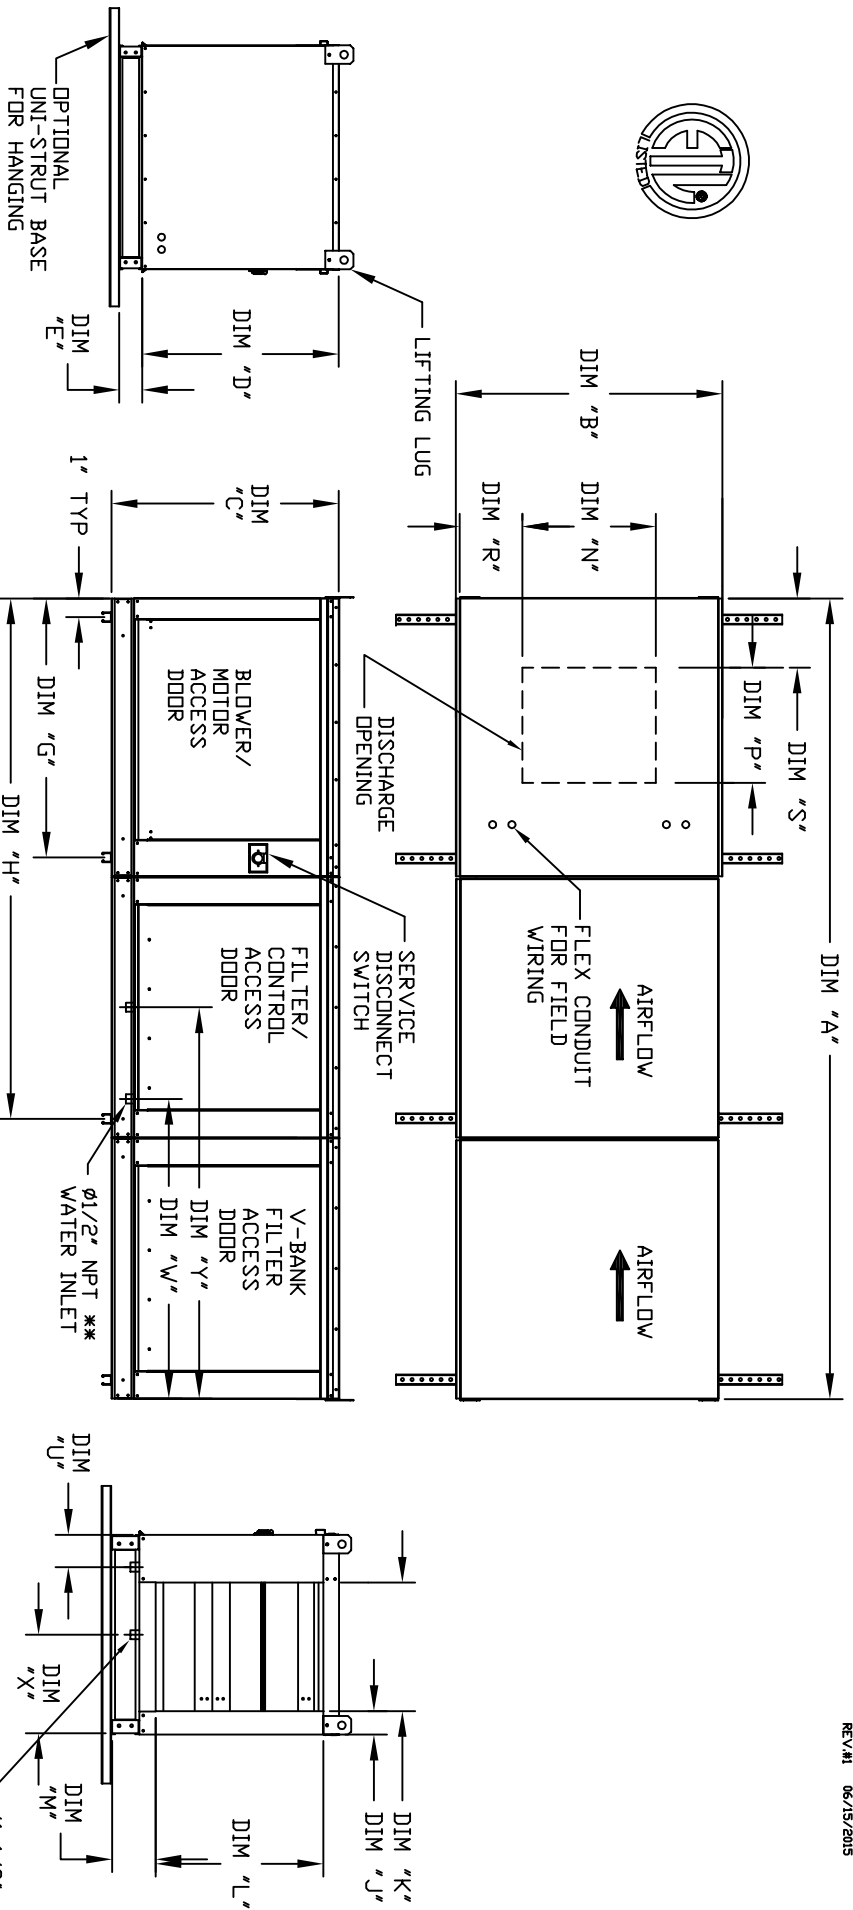 REV.#1 06/15/2015
LISTED
DIM "A"
DIM "S"
DIM "P"
DIM "B"
DIM "N"
DIM "R"
AIRFLOW
AIRFLOW
FLEX CONDUIT
FOR FIELD
WIRING
DISCHARGE
OPENING
LIFTING LUG
SERVICE
DISCONNECT
SWITCH
DIM "D"
DIM
"E"
OPTIONAL
UNI-STRUT BASE
FOR HANGING
DIM
"C"
1" TYP
BLOWER/
MOTOR
ACCESS
DOOR
FILTER/
CONTROL
ACCESS
DOOR
V-BANK
FILTER
ACCESS
DOOR
DIM "Y"
DIM "W"
Ø1/2" NPT **
WATER INLET
DIM "G"
DIM "H"
DIM "K"
DIM "J"
DIM "L"
DIM
"M"
DIM
"U"
DIM
"X"